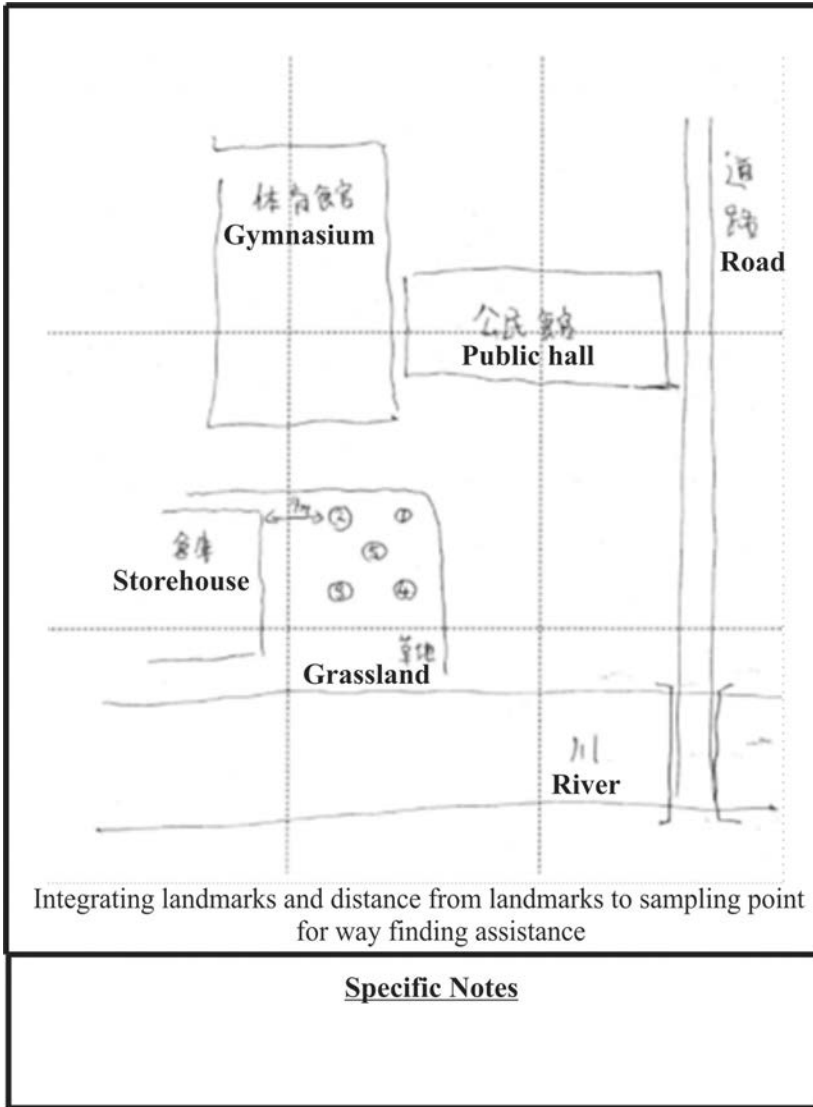 体育館
Gymnasium
道路
Road
公民館
Public hall
7m
②
①
倉庫
⑤
Storehouse
③
④
草地
Grassland
川
River
Integrating landmarks and distance from landmarks to sampling point
for way finding assistance
Specific Notes